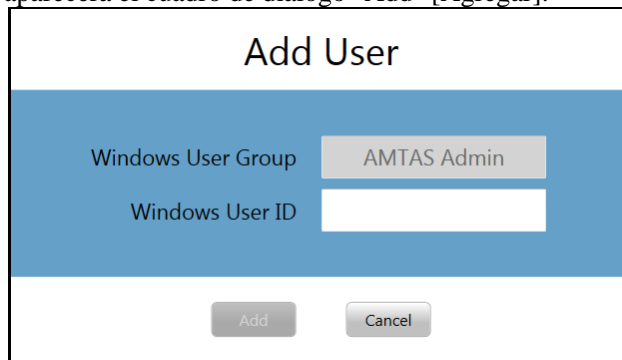 aparecerá el cuadro de diálogo "Add" [Agregar].
Add User
Windows User Group AMTAS Admin
Windows User ID
Add Cancel